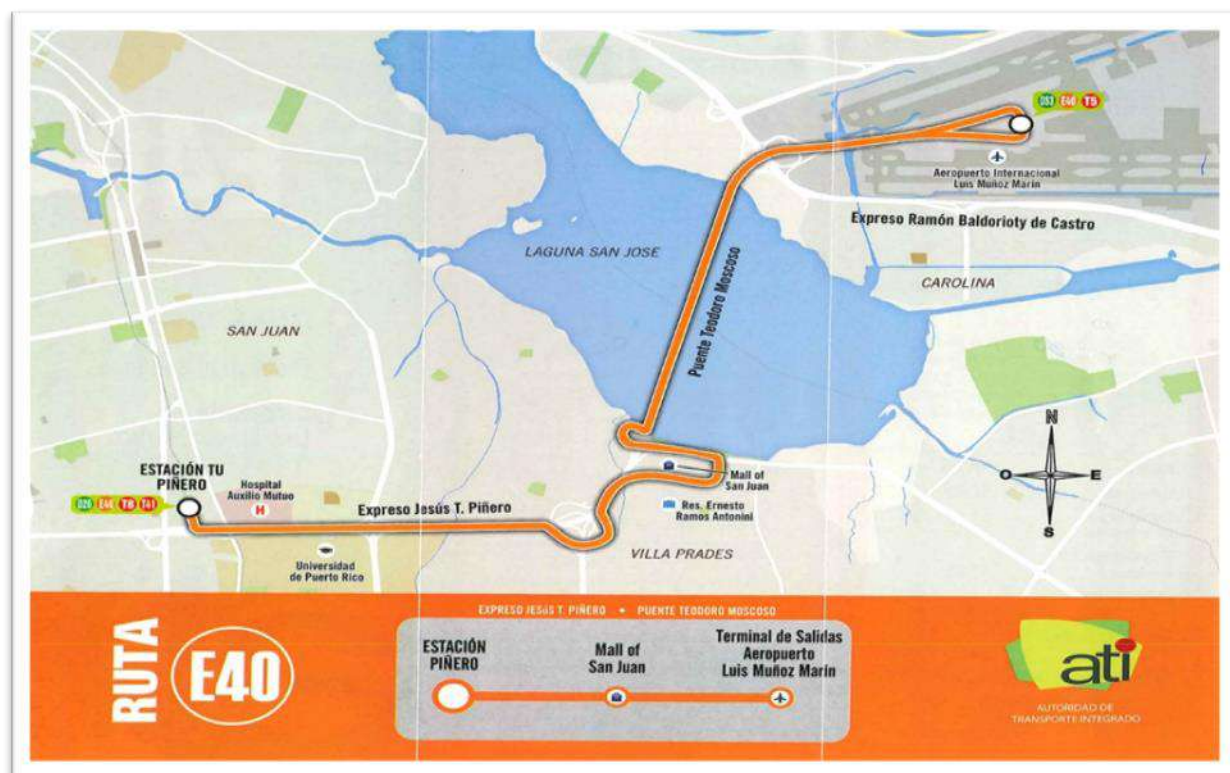 D53 E40 T5
Aeropuerto Internacional
Luis Muñoz Marín
Expreso Ramón Baldorioty de Castro
LAGUNA SAN JOSE
CAROLINA
Puente Teodoro Moscoso
SAN JUAN
N
O
E
S
ESTACIÓN TU
PIÑERO
E40 T8 T41
Hospital
Auxilio Mutuo
H
Mall of
San Juan
Expreso Jesús T. Piñero
Res. Ernesto
Ramos Antonini
VILLA PRADES
Universidad
de Puerto Rico
EXPRESO JESÚS T. PIÑERO • PUENTE TEODORO MOSCOSO
RUTA
E40
ESTACIÓN
PIÑERO
Mall of
San Juan
Terminal de Salidas
Aeropuerto
Luis Muñoz Marín
ati
AUTORIDAD DE
TRANSPORTE INTEGRADO